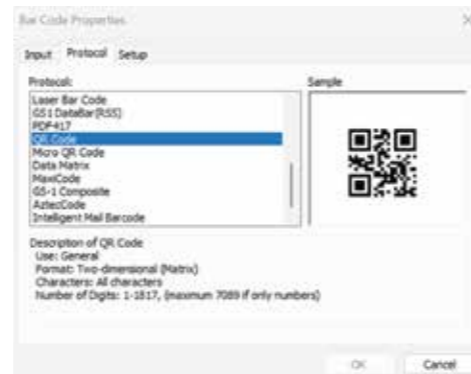 Bar Code Properties
Input Protocol Setup
Protocol:
Sample
Laser Bar Code
GS1 DataBar(RSS)
PDF417
QR Code
Micro QR Code
Data Matrix
MaxiCode
GS-1 Composite
AztecCode
Intelligent Mail Barcode
Description of QR Code
Use: General
Format: Two-dimensional (Matrix)
Characters: All characters
Number of Digits: 1-1817, (maximum 7089 if only numbers)
OK Cancel